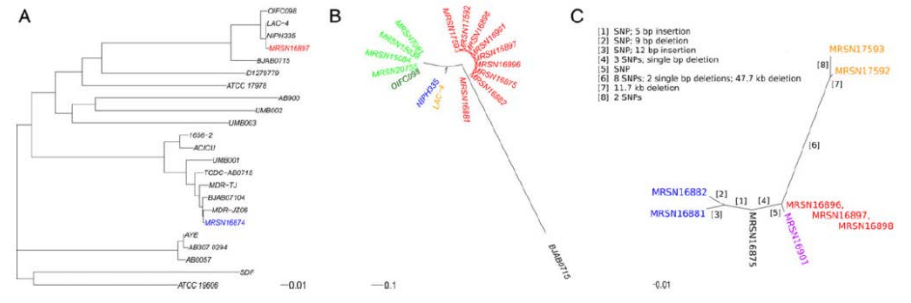 A
OIFC098
LAC-4
NIPH335
MRSN16897
BJAB0715
D1279779
ATCC 17978
AB900
UMB002
UMB003
1656-2
ACICU
UMB001
TCDC-AB0715
MDR-TJ
BJAB07104
MDR-ZJ06
MRSN16874
AYE
AB307 0294
AB0057
SDF
ATCC 19606
0.01
B
OIFC098
NIPH335
LAC-4
MRSN17593
MRSN17592
MRSN16898
MRSN16901
MRSN16897
MRSN16896
MRSN16875
MRSN16882
MRSN16881
BJAB0715
0.1
C
[1] SNP; 5 bp insertion
[2] SNP; 9 bp deletion
[3] SNP; 12 bp insertion
[4] 3 SNPs, single bp deletion
[5] SNP
[6] 8 SNPs; 2 single bp deletions; 47.7 kb deletion
[7] 11.7 kb deletion
[8] 2 SNPs
MRSN17593
[8]
MRSN17592
[7]
[6]
MRSN16882
[2]
[1]
[4]
MRSN16896,
MRSN16881
[3]
[5]
MRSN16897,
MRSN16898
MRSN16875
MRSN16901
0.01